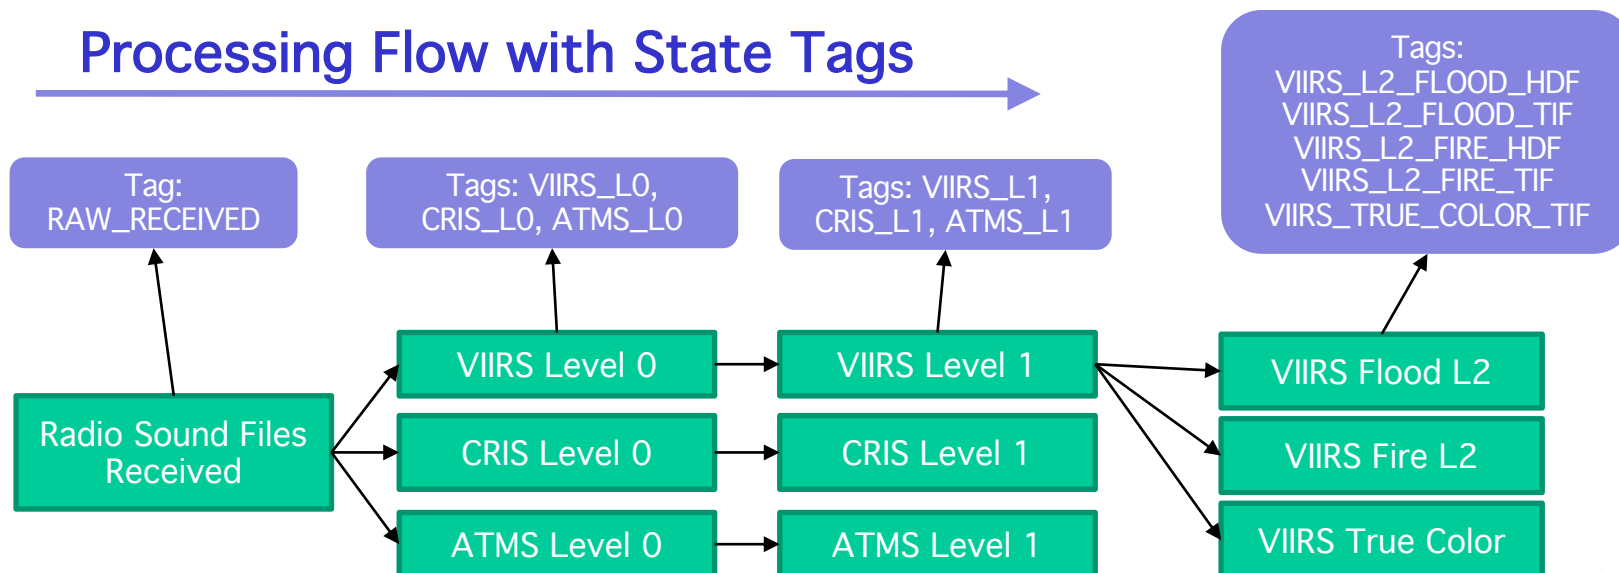 Processing Flow with State Tags
Tags:
VIIRS_L2_FLOOD_HDF
VIIRS_L2_FLOOD_TIF
VIIRS_L2_FIRE_HDF
VIIRS_L2_FIRE_TIF
VIIRS_TRUE_COLOR_TIF
Tag:
RAW_RECEIVED
Tags: VIIRS_L0,
CRIS_L0, ATMS_L0
Tags: VIIRS_L1,
CRIS_L1, ATMS_L1
Radio Sound Files
Received
VIIRS Level 0
CRIS Level 0
ATMS Level 0
VIIRS Level 1
CRIS Level 1
ATMS Level 1
VIIRS Flood L2
VIIRS Fire L2
VIIRS True Color